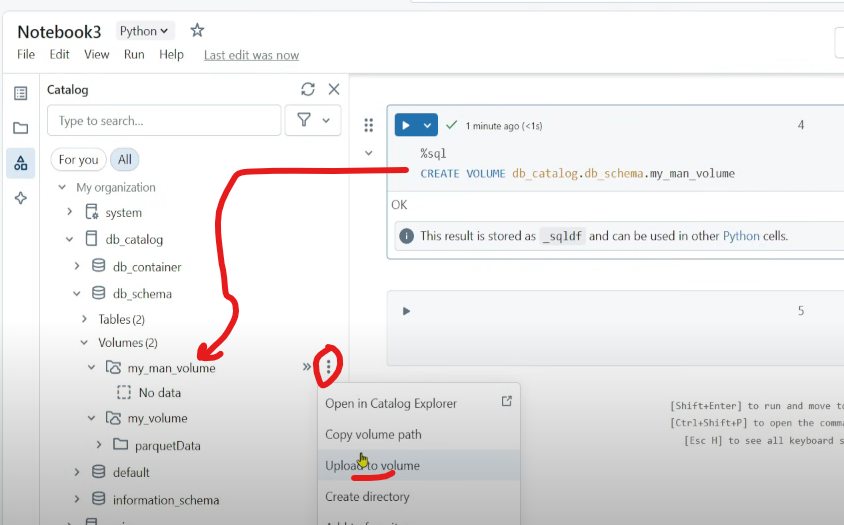 Notebook3 Python
File Edit View Run Help Last edit was now
Catalog
Type to search...
For you All
My organization
system
db_catalog
db_container
db_schema
Tables (2)
Volumes (2)
my_man_volume
No data
my_volume
parquetData
default
information_schema
Open in Catalog Explorer
Copy volume path
Upload to volume
Create directory
1 minute ago (<1s) 4
%sql
CREATE VOLUME db_catalog.db_schema.my_man_volume
OK
This result is stored as _sqldf and can be used in other Python cells.
5
[Shift+Enter] to run and move to
[Ctrl+Shift+P] to open the comma
[Esc H] to see all keyboard s